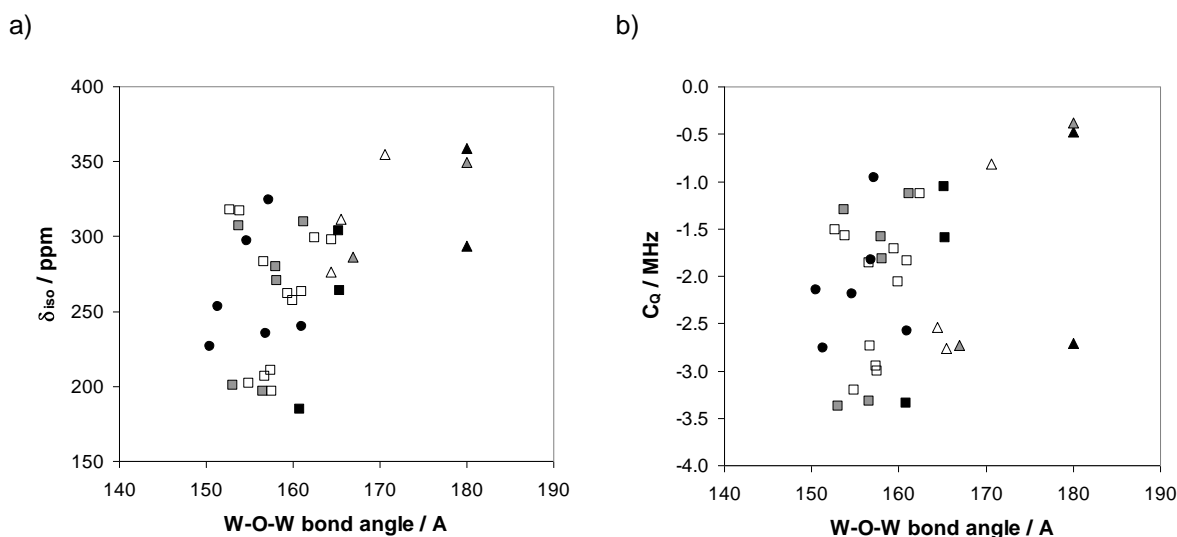 a)
400
350
300
250
200
150
δiso / ppm
140 150 160 170 180 190
W-O-W bond angle / A
b)
0.0
-0.5
-1.0
-1.5
-2.0
-2.5
-3.0
-3.5
-4.0
CQ / MHz
140 150 160 170 180 190
W-O-W bond angle / A